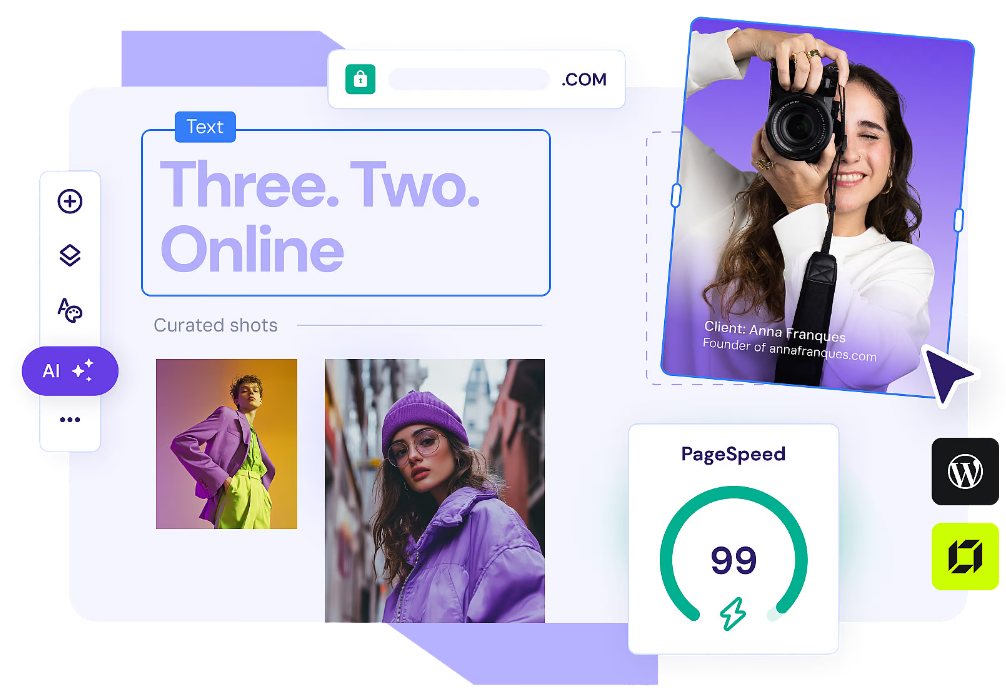 .COM
Text
Three. Two.
Online
Curated shots
AI
Client: Anna Franques
Founder of annafranques.com
PageSpeed
99